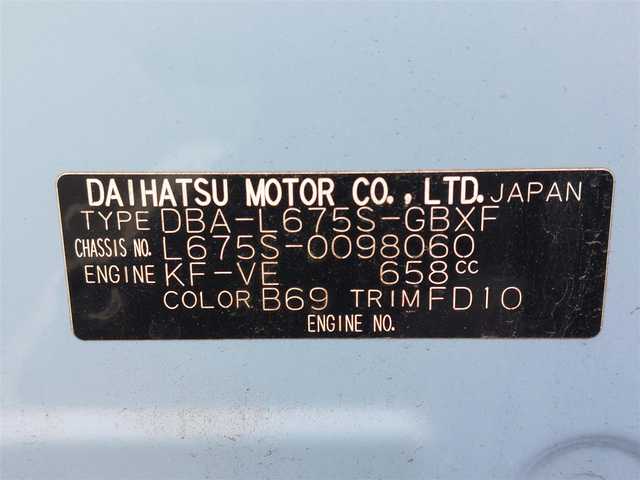 DAIHATSU MOTOR CO.,LTD. JAPAN
TYPE DBA-L675S-GBXF
CHASSIS NO. L675S-0098060
ENGINE KF-VE 658cc
COLOR B69 TRIM FD10
ENGINE NO.